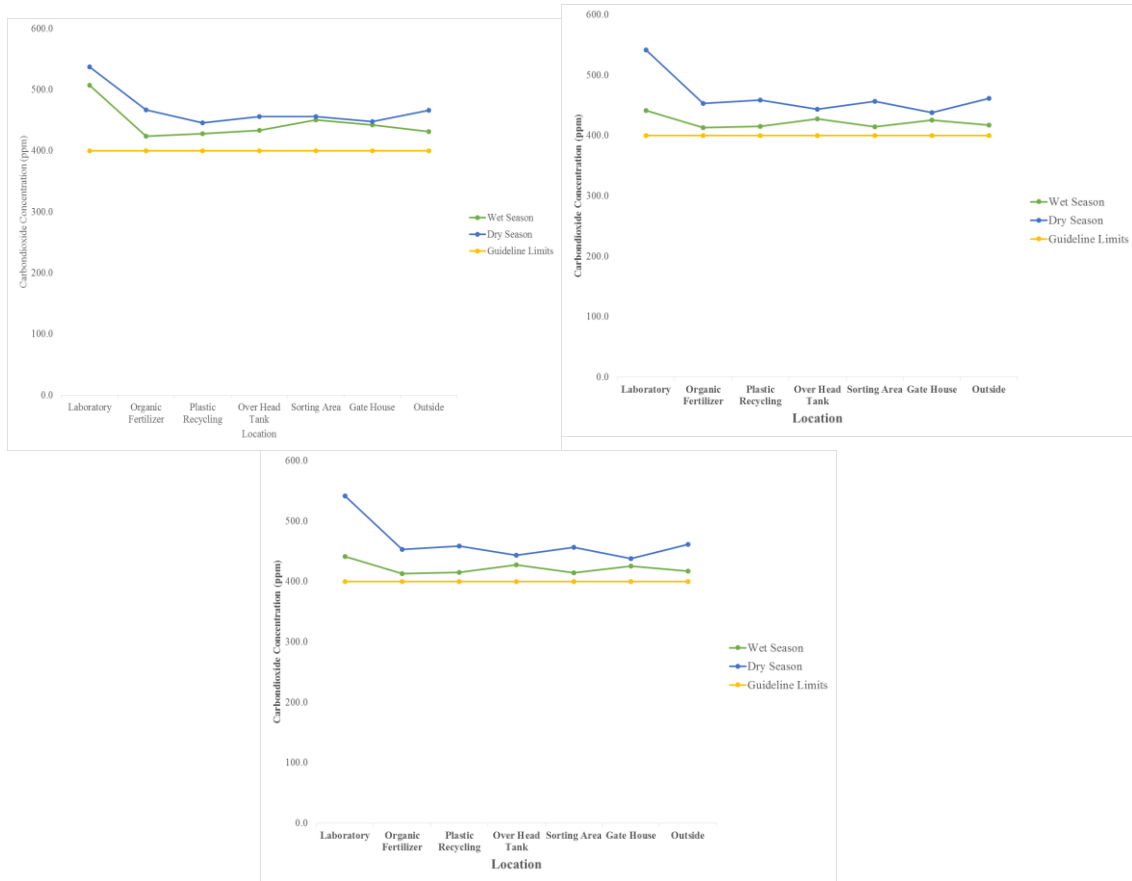 600.0
500.0
400.0
300.0
200.0
100.0
0.0
Carbondioxide Concentration (ppm)
Laboratory
Organic
Fertilizer
Plastic
Recycling
Over Head
Tank
Sorting Area
Gate House
Outside
Location
Wet Season
Dry Season
Guideline Limits
600.0
500.0
400.0
300.0
200.0
100.0
0.0
Carbondioxide Concentration (ppm)
Laboratory
Organic
Fertilizer
Plastic
Recycling
Over Head
Tank
Sorting Area
Gate House
Outside
Location
Wet Season
Dry Season
Guideline Limits
600.0
500.0
400.0
300.0
200.0
100.0
0.0
Carbondioxide Concentration (ppm)
Laboratory
Organic
Fertilizer
Plastic
Recycling
Over Head
Tank
Sorting Area
Gate House
Outside
Location
Wet Season
Dry Season
Guideline Limits